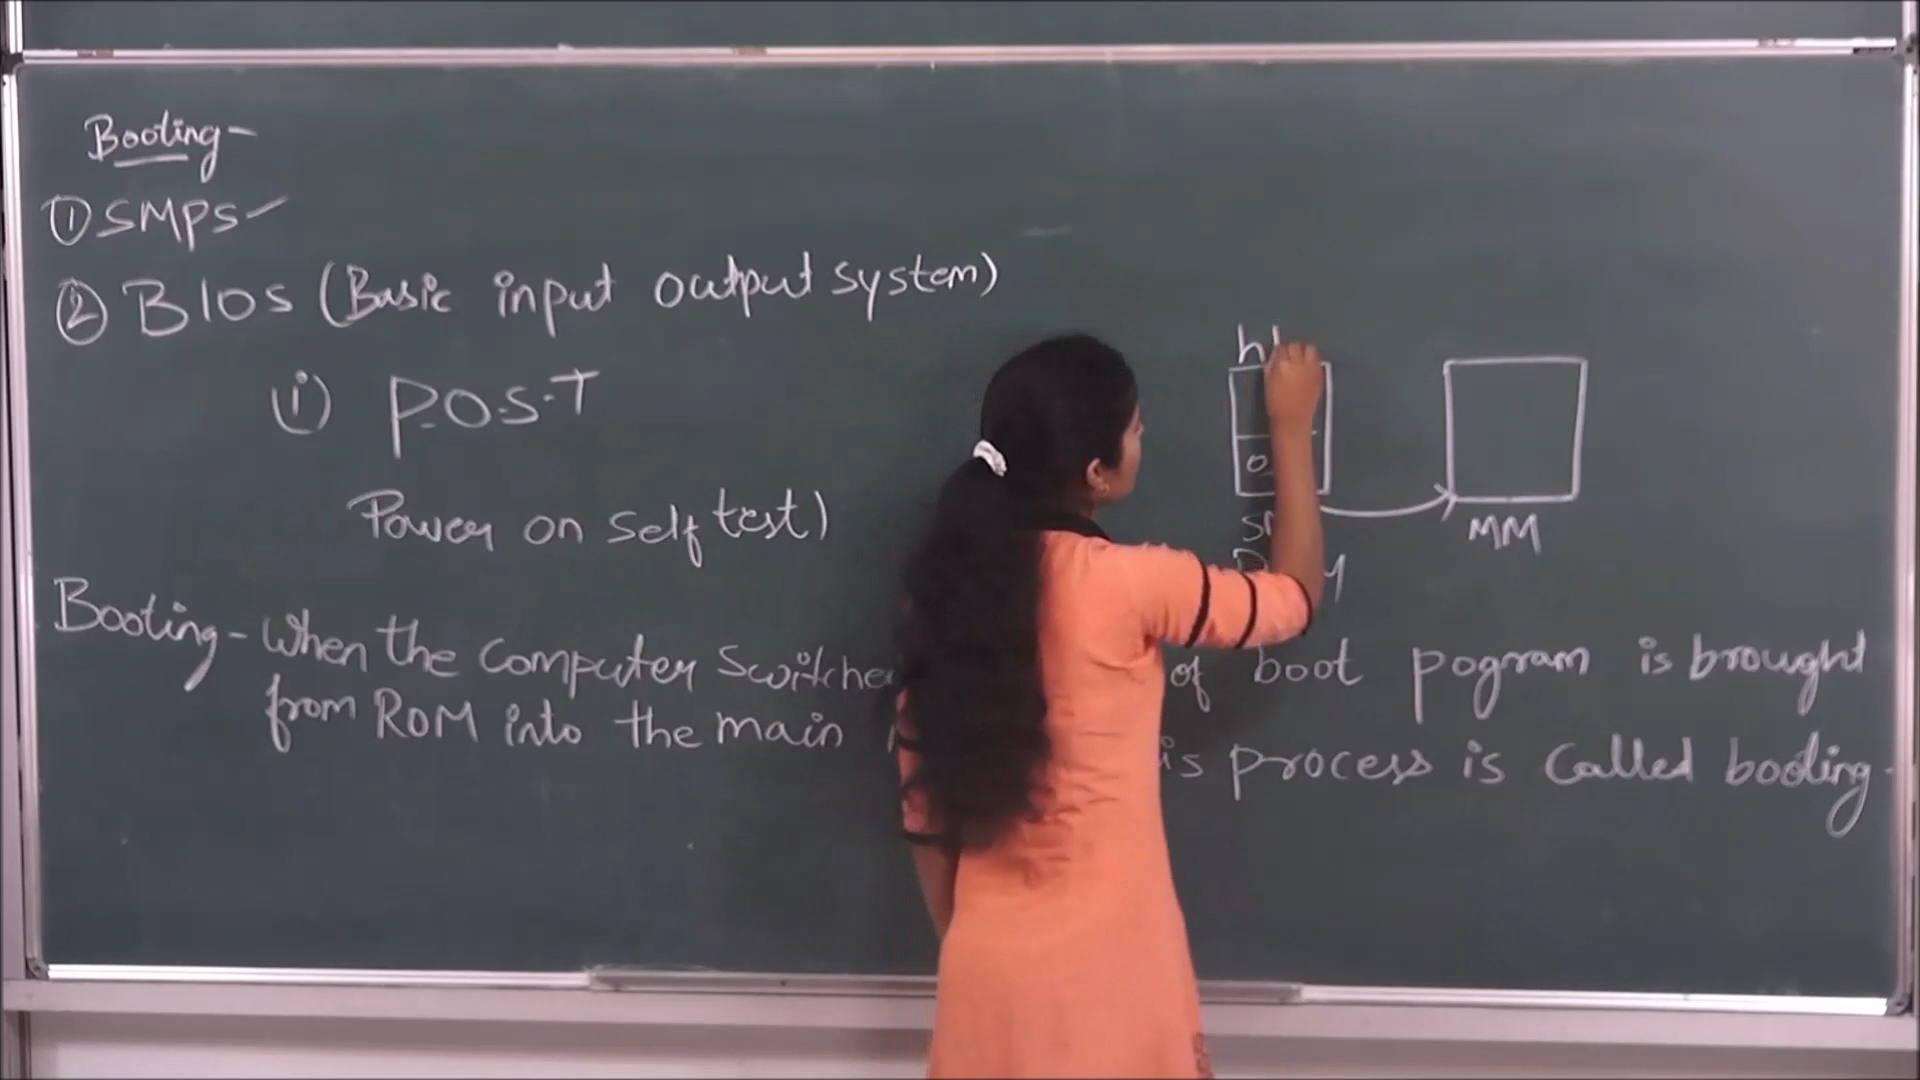 Booting-
① SMPS-
② BIOS (Basic input output system)
(i) P.O.S.T
Power on self test)
MM
Booting - When the computer of boot pogram is brought
from ROM into the main is process is called booting.